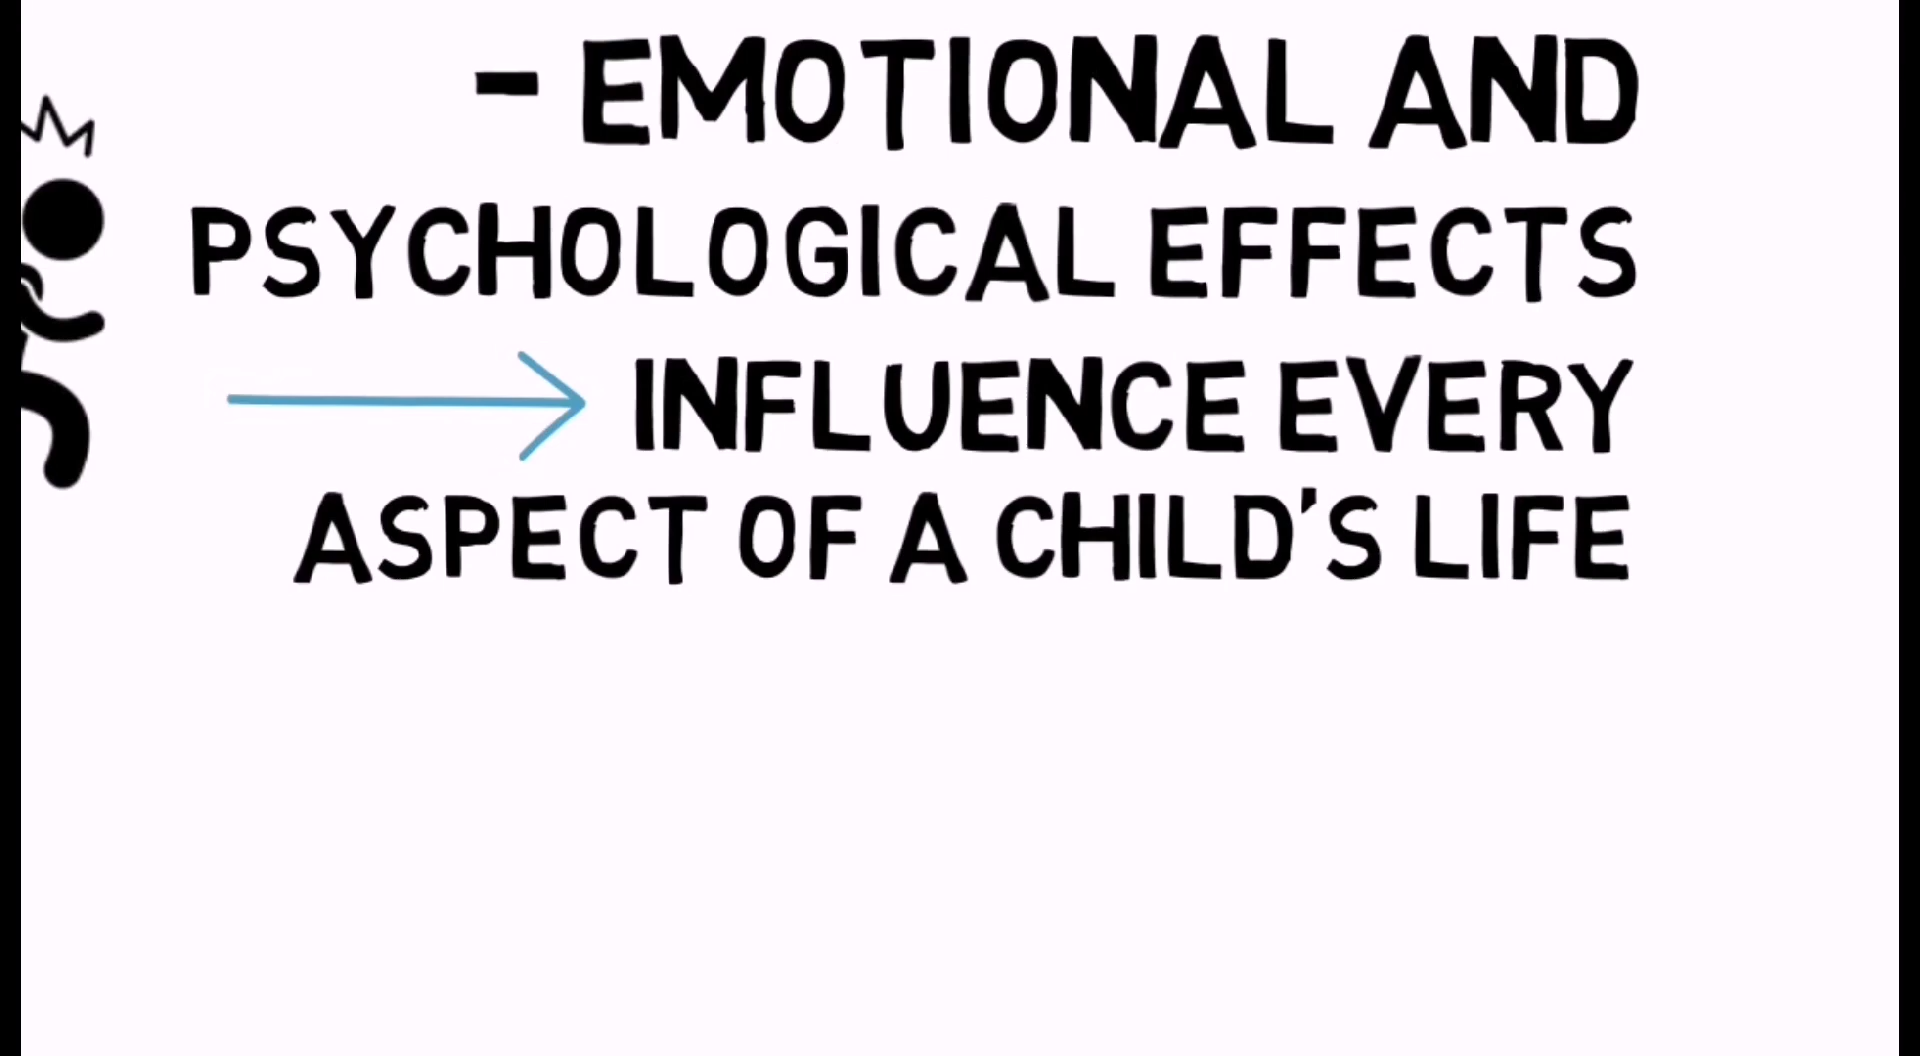 - EMOTIONAL AND
PSYCHOLOGICAL EFFECTS
INFLUENCE EVERY
ASPECT OF A CHILD'S LIFE